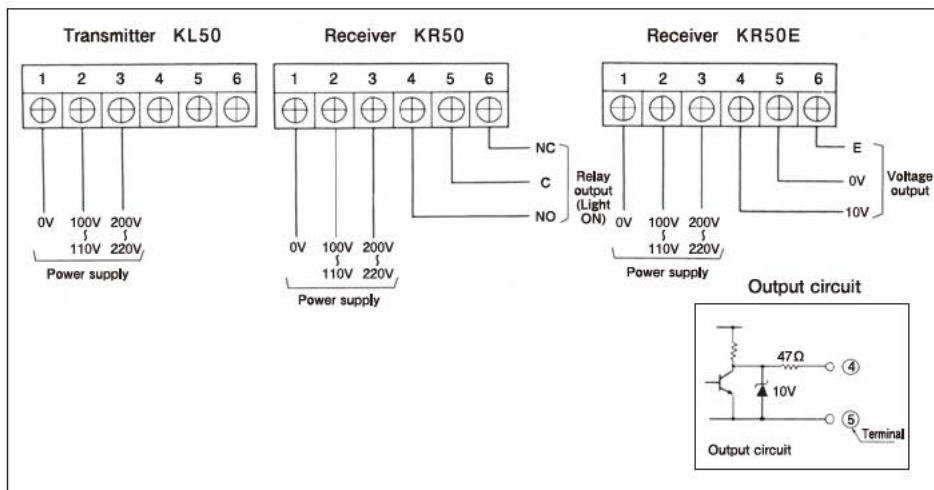 Transmitter KL50
1 2 3 4 5 6
0V 100V 200V
110V 220V
Power supply
Receiver KR50
1 2 3 4 5 6
NC
C
NO
Relay
output
(Light
ON)
0V 100V 200V
110V 220V
Power supply
Receiver KR50E
1 2 3 4 5 6
E
0V
10V
Voltage
output
0V 100V 200V
110V 220V
Power supply
Output circuit
47Ω
④
10V
⑤
Terminal
Output circuit